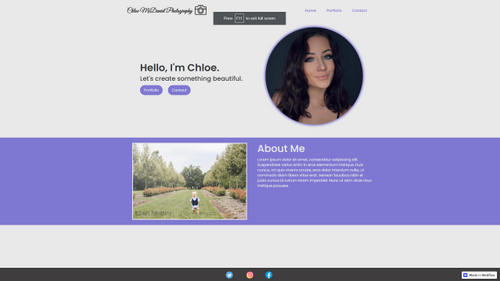 Chloe McDaniel Photography
Home Portfolio Contact
Press F11 to exit full screen
Hello, I'm Chloe.
Let's create something beautiful.
Portfolio Contact
About Me
Lorem ipsum dolor sit amet, consectetur adipiscing elit.
Suspendisse varius enim in eros elementum tristique. Duis
cursus, mi quis viverra ornare, eros dolor interdum nulla, ut
commodo diam libero vitae erat. Aenean faucibus nibh et
justo cursus id rutrum lorem imperdiet. Nunc ut sem vitae risus
tristique posuere.
Made in Webflow